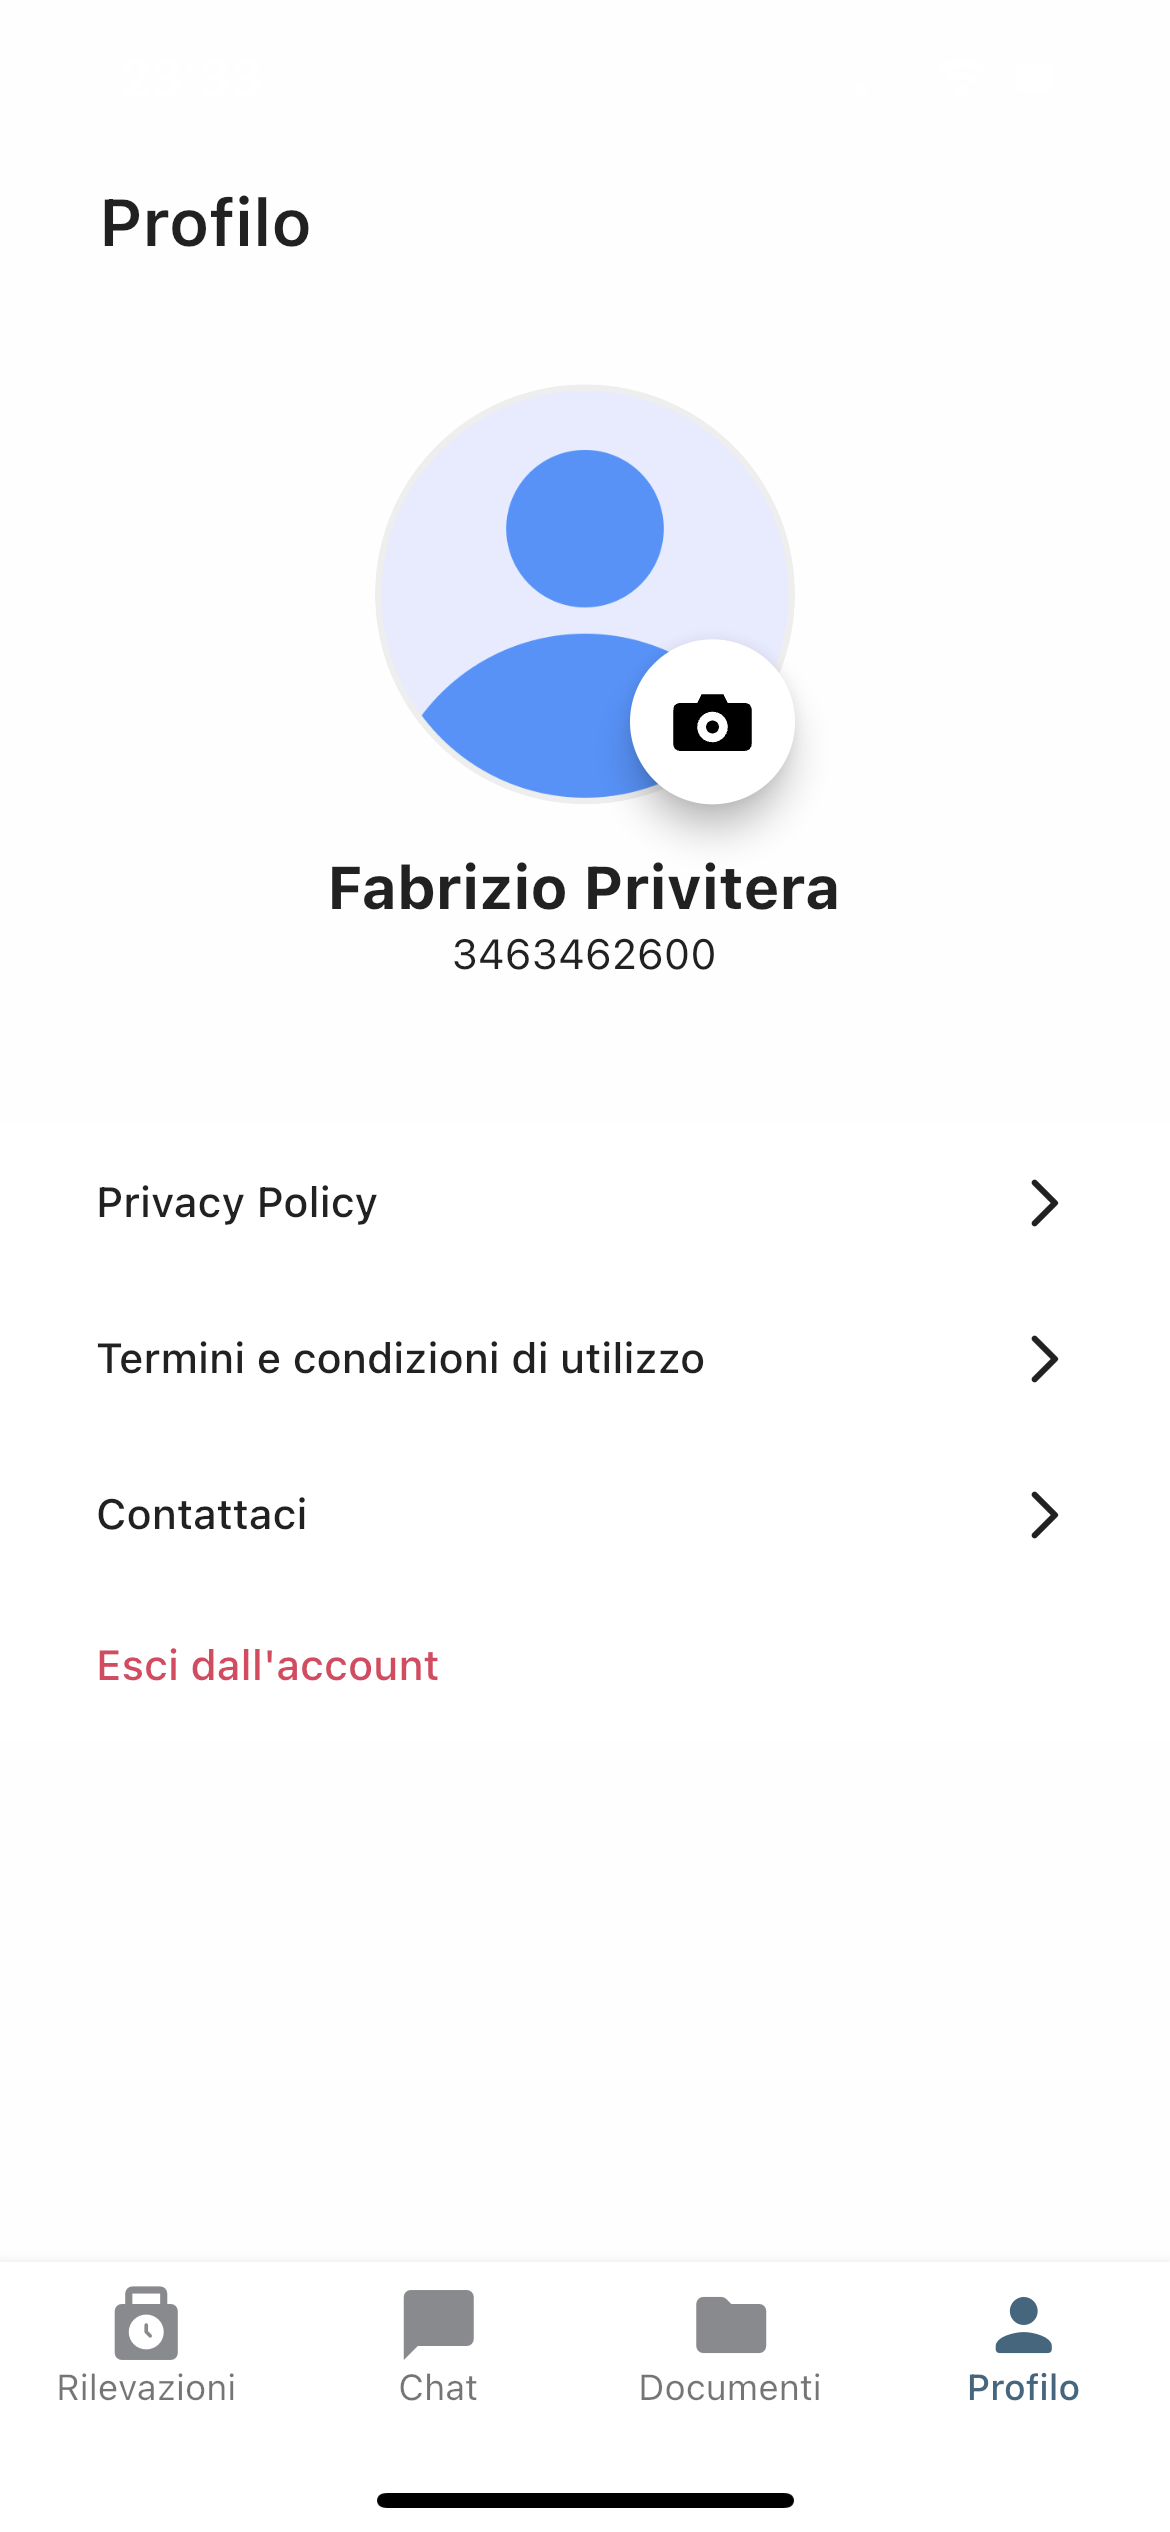 Profilo
Fabrizio Privitera
3463462600
Privacy Policy
Termini e condizioni di utilizzo
Contattaci
Esci dall'account
Rilevazioni
Chat
Documenti
Profilo